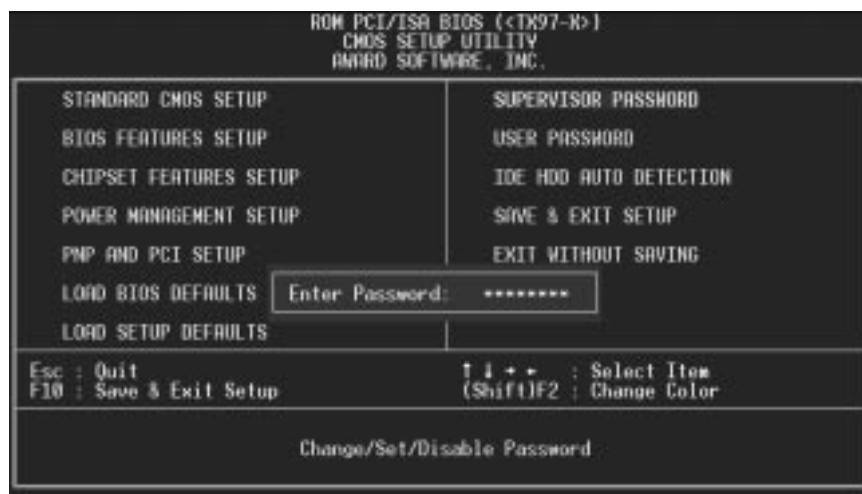 ROM PCI/ISA BIOS (<TX97-X>)
CMOS SETUP UTILITY
AWARD SOFTWARE, INC.
STANDARD CMOS SETUP
BIOS FEATURES SETUP
CHIPSET FEATURES SETUP
POWER MANAGEMENT SETUP
PNP AND PCI SETUP
LOAD BIOS DEFAULTS
LOAD SETUP DEFAULTS
SUPERVISOR PASSWORD
USER PASSWORD
IDE HDD AUTO DETECTION
SAVE & EXIT SETUP
EXIT WITHOUT SAVING
Enter Password: ********
Esc : Quit
F10 : Save & Exit Setup
↑ ↓ → ← : Select Item
(Shift)F2 : Change Color
Change/Set/Disable Password